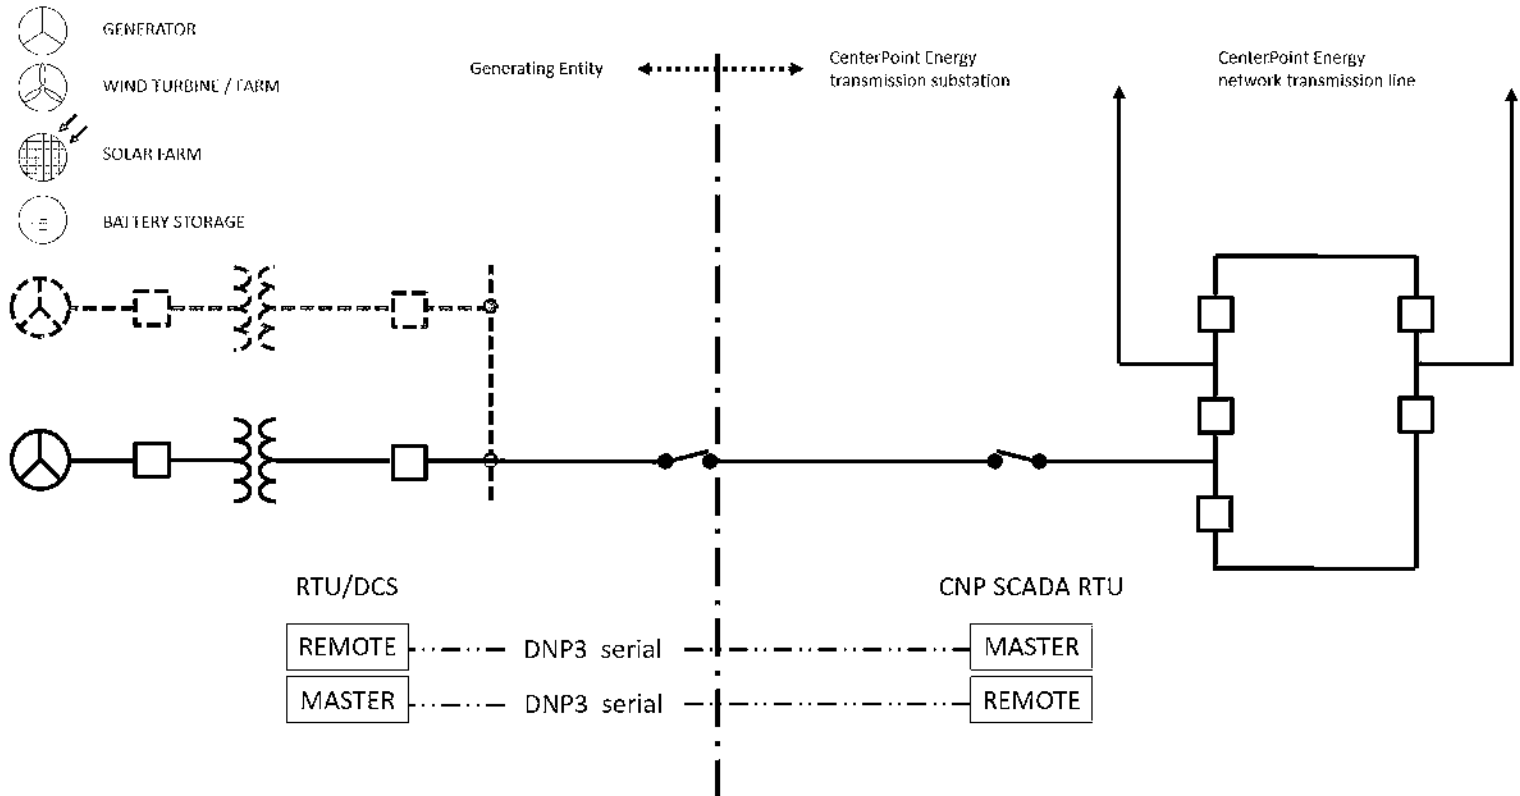 GENERATOR
WIND TURBINE / FARM
SOLAR FARM
BATTERY STORAGE
Generating Entity
CenterPoint Energy
transmission substation
CenterPoint Energy
network transmission line
RTU/DCS
CNP SCADA RTU
REMOTE
DNP3 serial
MASTER
MASTER
DNP3 serial
REMOTE